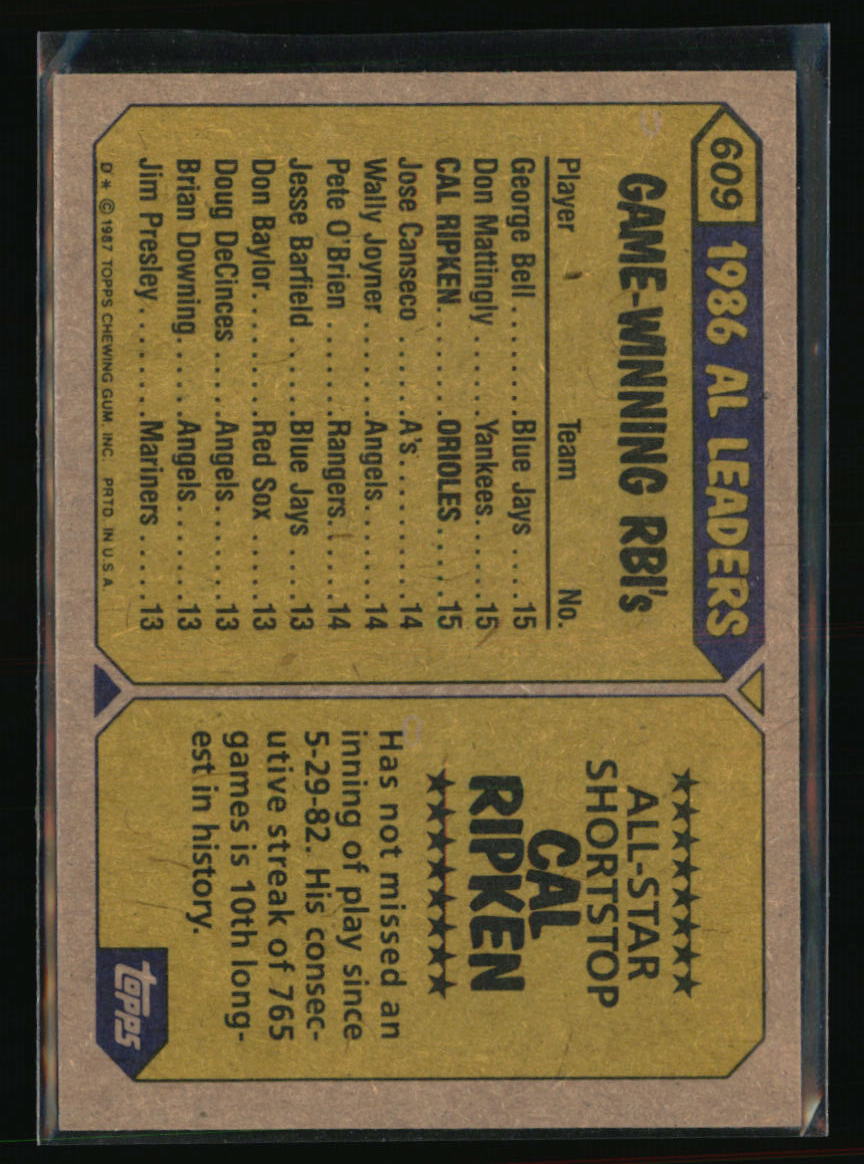 609 1986 AL LEADERS
GAME-WINNING RBI's
Player Team No.
George Bell........Blue Jays....15
Don Mattingly.....Yankees......15
CAL RIPKEN........ORIOLES.....15
Jose Canseco......A's...........14
Wally Joyner.......Angels........14
Pete O'Brien........Rangers......14
Jesse Barfield.....Blue Jays....13
Don Baylor.........Red Sox.....13
Doug DeCinces.....Angels........13
Brian Downing.....Angels........13
Jim Presley........Mariners.....13
D* © 1987 TOPPS CHEWING GUM, INC. PRTD. IN U.S.A.
★★★★★★★★
ALL-STAR
SHORTSTOP
CAL
RIPKEN
★★★★★★★★
Has not missed an
inning of play since
5-29-82. His consec-
utive streak of 765
games is 10th long-
est in history.
topps